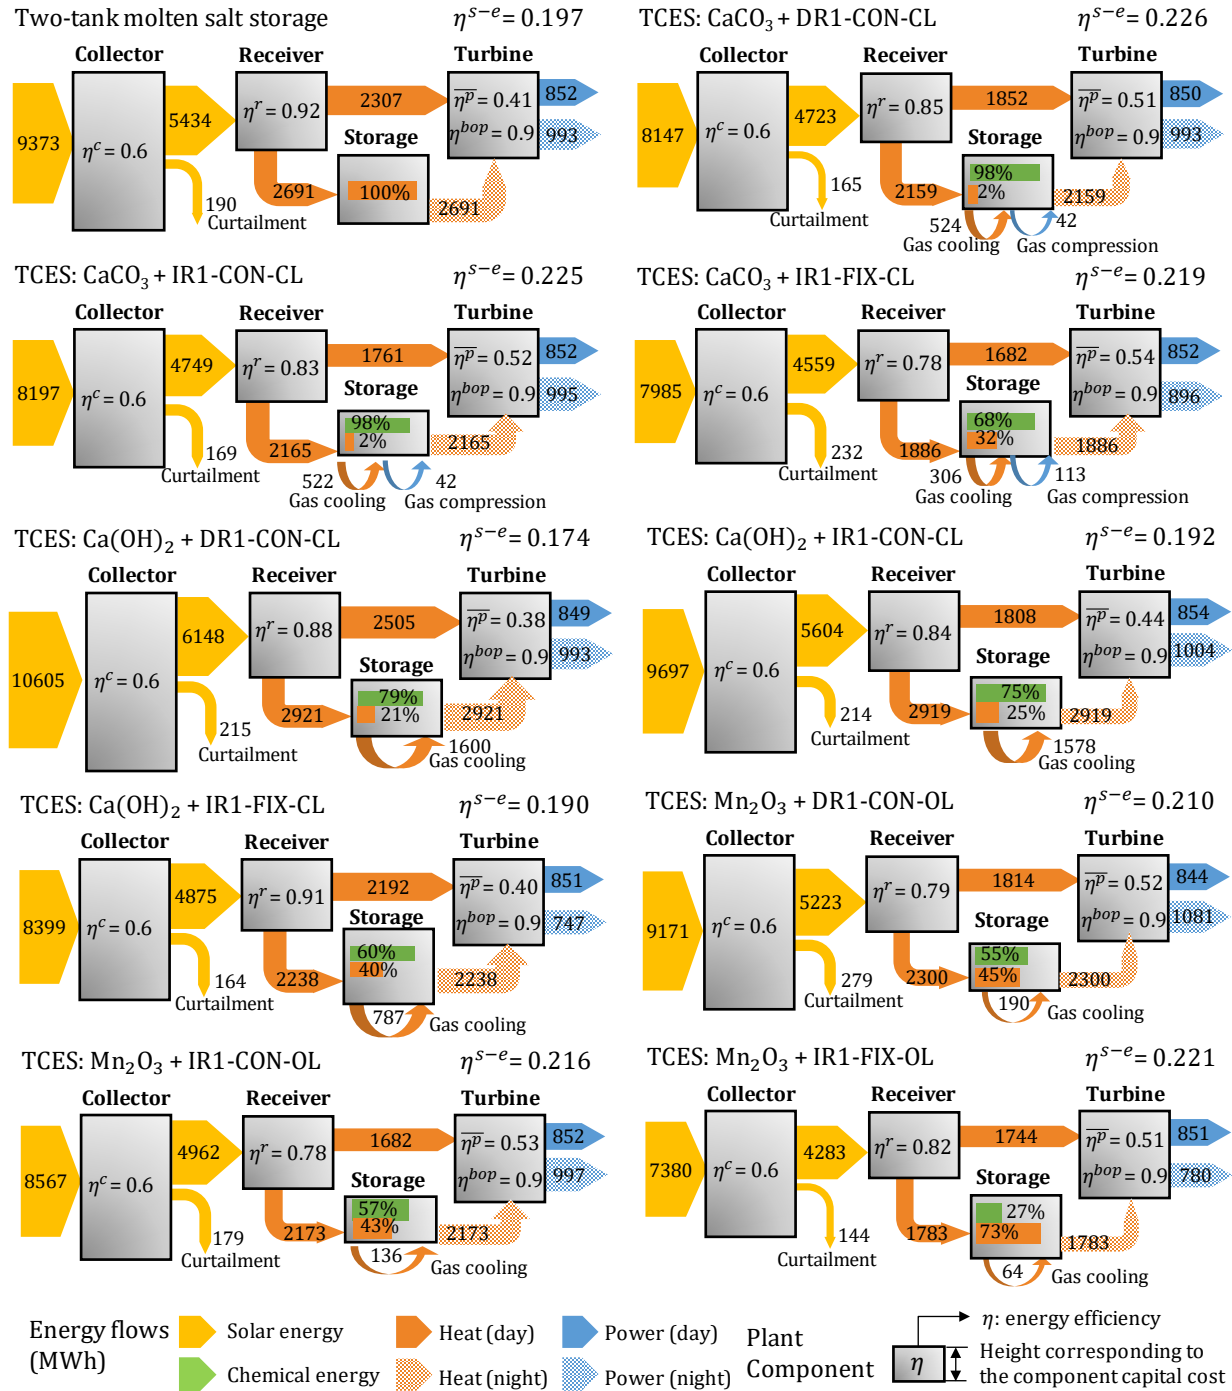 Two-tank molten salt storage η^{s−e} = 0.197
Collector Receiver Turbine
9373 η^c = 0.6 5434 η^r = 0.92 2307 \overline{η^p} = 0.41 852
η^{bop} = 0.9 993
Storage
190 Curtailment 2691 100% 2691
TCES: CaCO₃ + DR1-CON-CL η^{s−e} = 0.226
Collector Receiver Turbine
8147 η^c = 0.6 4723 η^r = 0.85 1852 \overline{η^p} = 0.51 850
η^{bop} = 0.9 993
Storage
165 Curtailment 2159 98% 2% 2159
524 Gas cooling 42 Gas compression
TCES: CaCO₃ + IR1-CON-CL η^{s−e} = 0.225
Collector Receiver Turbine
8197 η^c = 0.6 4749 η^r = 0.83 1761 \overline{η^p} = 0.52 852
η^{bop} = 0.9 995
Storage
169 Curtailment 2165 98% 2% 2165
522 Gas cooling 42 Gas compression
TCES: CaCO₃ + IR1-FIX-CL η^{s−e} = 0.219
Collector Receiver Turbine
7985 η^c = 0.6 4559 η^r = 0.78 1682 \overline{η^p} = 0.54 852
η^{bop} = 0.9 896
Storage
232 Curtailment 1886 68% 32% 1886
306 Gas cooling 113 Gas compression
TCES: Ca(OH)₂ + DR1-CON-CL η^{s−e} = 0.174
Collector Receiver Turbine
10605 η^c = 0.6 6148 η^r = 0.88 2505 \overline{η^p} = 0.38 849
η^{bop} = 0.9 993
Storage
215 Curtailment 2921 79% 21% 2921
1600 Gas cooling
TCES: Ca(OH)₂ + IR1-CON-CL η^{s−e} = 0.192
Collector Receiver Turbine
9697 η^c = 0.6 5604 η^r = 0.84 1808 \overline{η^p} = 0.44 854
η^{bop} = 0.9 1004
Storage
214 Curtailment 2919 75% 25% 2919
1578 Gas cooling
TCES: Ca(OH)₂ + IR1-FIX-CL η^{s−e} = 0.190
Collector Receiver Turbine
8399 η^c = 0.6 4875 η^r = 0.91 2192 \overline{η^p} = 0.40 851
η^{bop} = 0.9 747
Storage
164 Curtailment 2238 60% 40% 2238
787 Gas cooling
TCES: Mn₂O₃ + DR1-CON-OL η^{s−e} = 0.210
Collector Receiver Turbine
9171 η^c = 0.6 5223 η^r = 0.79 1814 \overline{η^p} = 0.52 844
η^{bop} = 0.9 1081
Storage
279 Curtailment 2300 55% 45% 2300
190 Gas cooling
TCES: Mn₂O₃ + IR1-CON-OL η^{s−e} = 0.216
Collector Receiver Turbine
8567 η^c = 0.6 4962 η^r = 0.78 1682 \overline{η^p} = 0.53 852
η^{bop} = 0.9 997
Storage
179 Curtailment 2173 57% 43% 2173
136 Gas cooling
TCES: Mn₂O₃ + IR1-FIX-OL η^{s−e} = 0.221
Collector Receiver Turbine
7380 η^c = 0.6 4283 η^r = 0.82 1744 \overline{η^p} = 0.51 851
η^{bop} = 0.9 780
Storage
144 Curtailment 1783 27% 73% 1783
64 Gas cooling
Energy flows
(MWh)
Solar energy
Chemical energy
Heat (day)
Heat (night)
Power (day)
Power (night)
Plant
Component
η
η: energy efficiency
Height corresponding to
the component capital cost